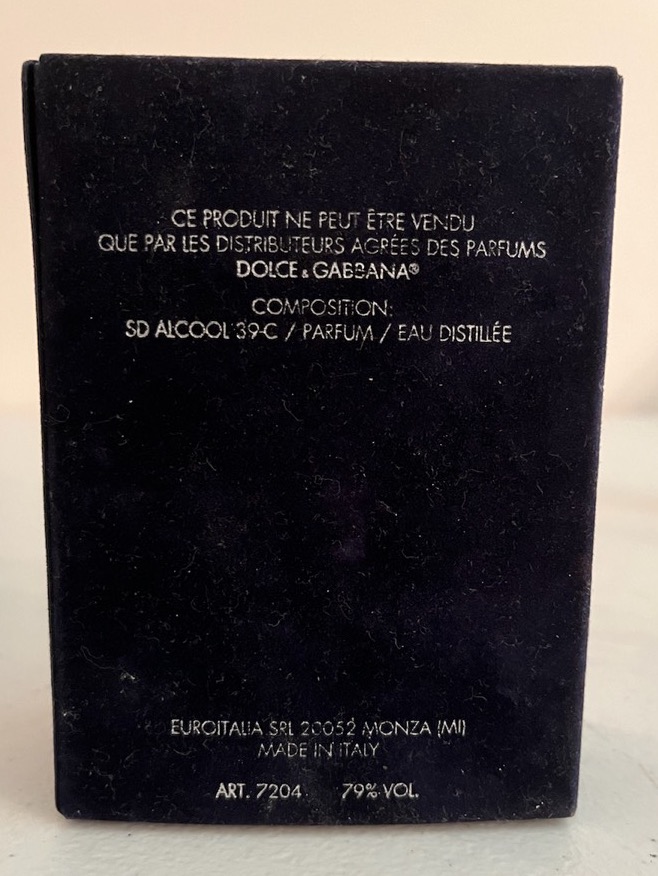 CE PRODUIT NE PEUT ÊTRE VENDU
QUE PAR LES DISTRIBUTEURS AGRÉES DES PARFUMS
DOLCE & GABBANA®
COMPOSITION:
SD ALCOOL 39-C / PARFUM / EAU DISTILLÉE
EUROITALIA SRL 20052 MONZA (MI)
MADE IN ITALY
ART. 7204 79% VOL.